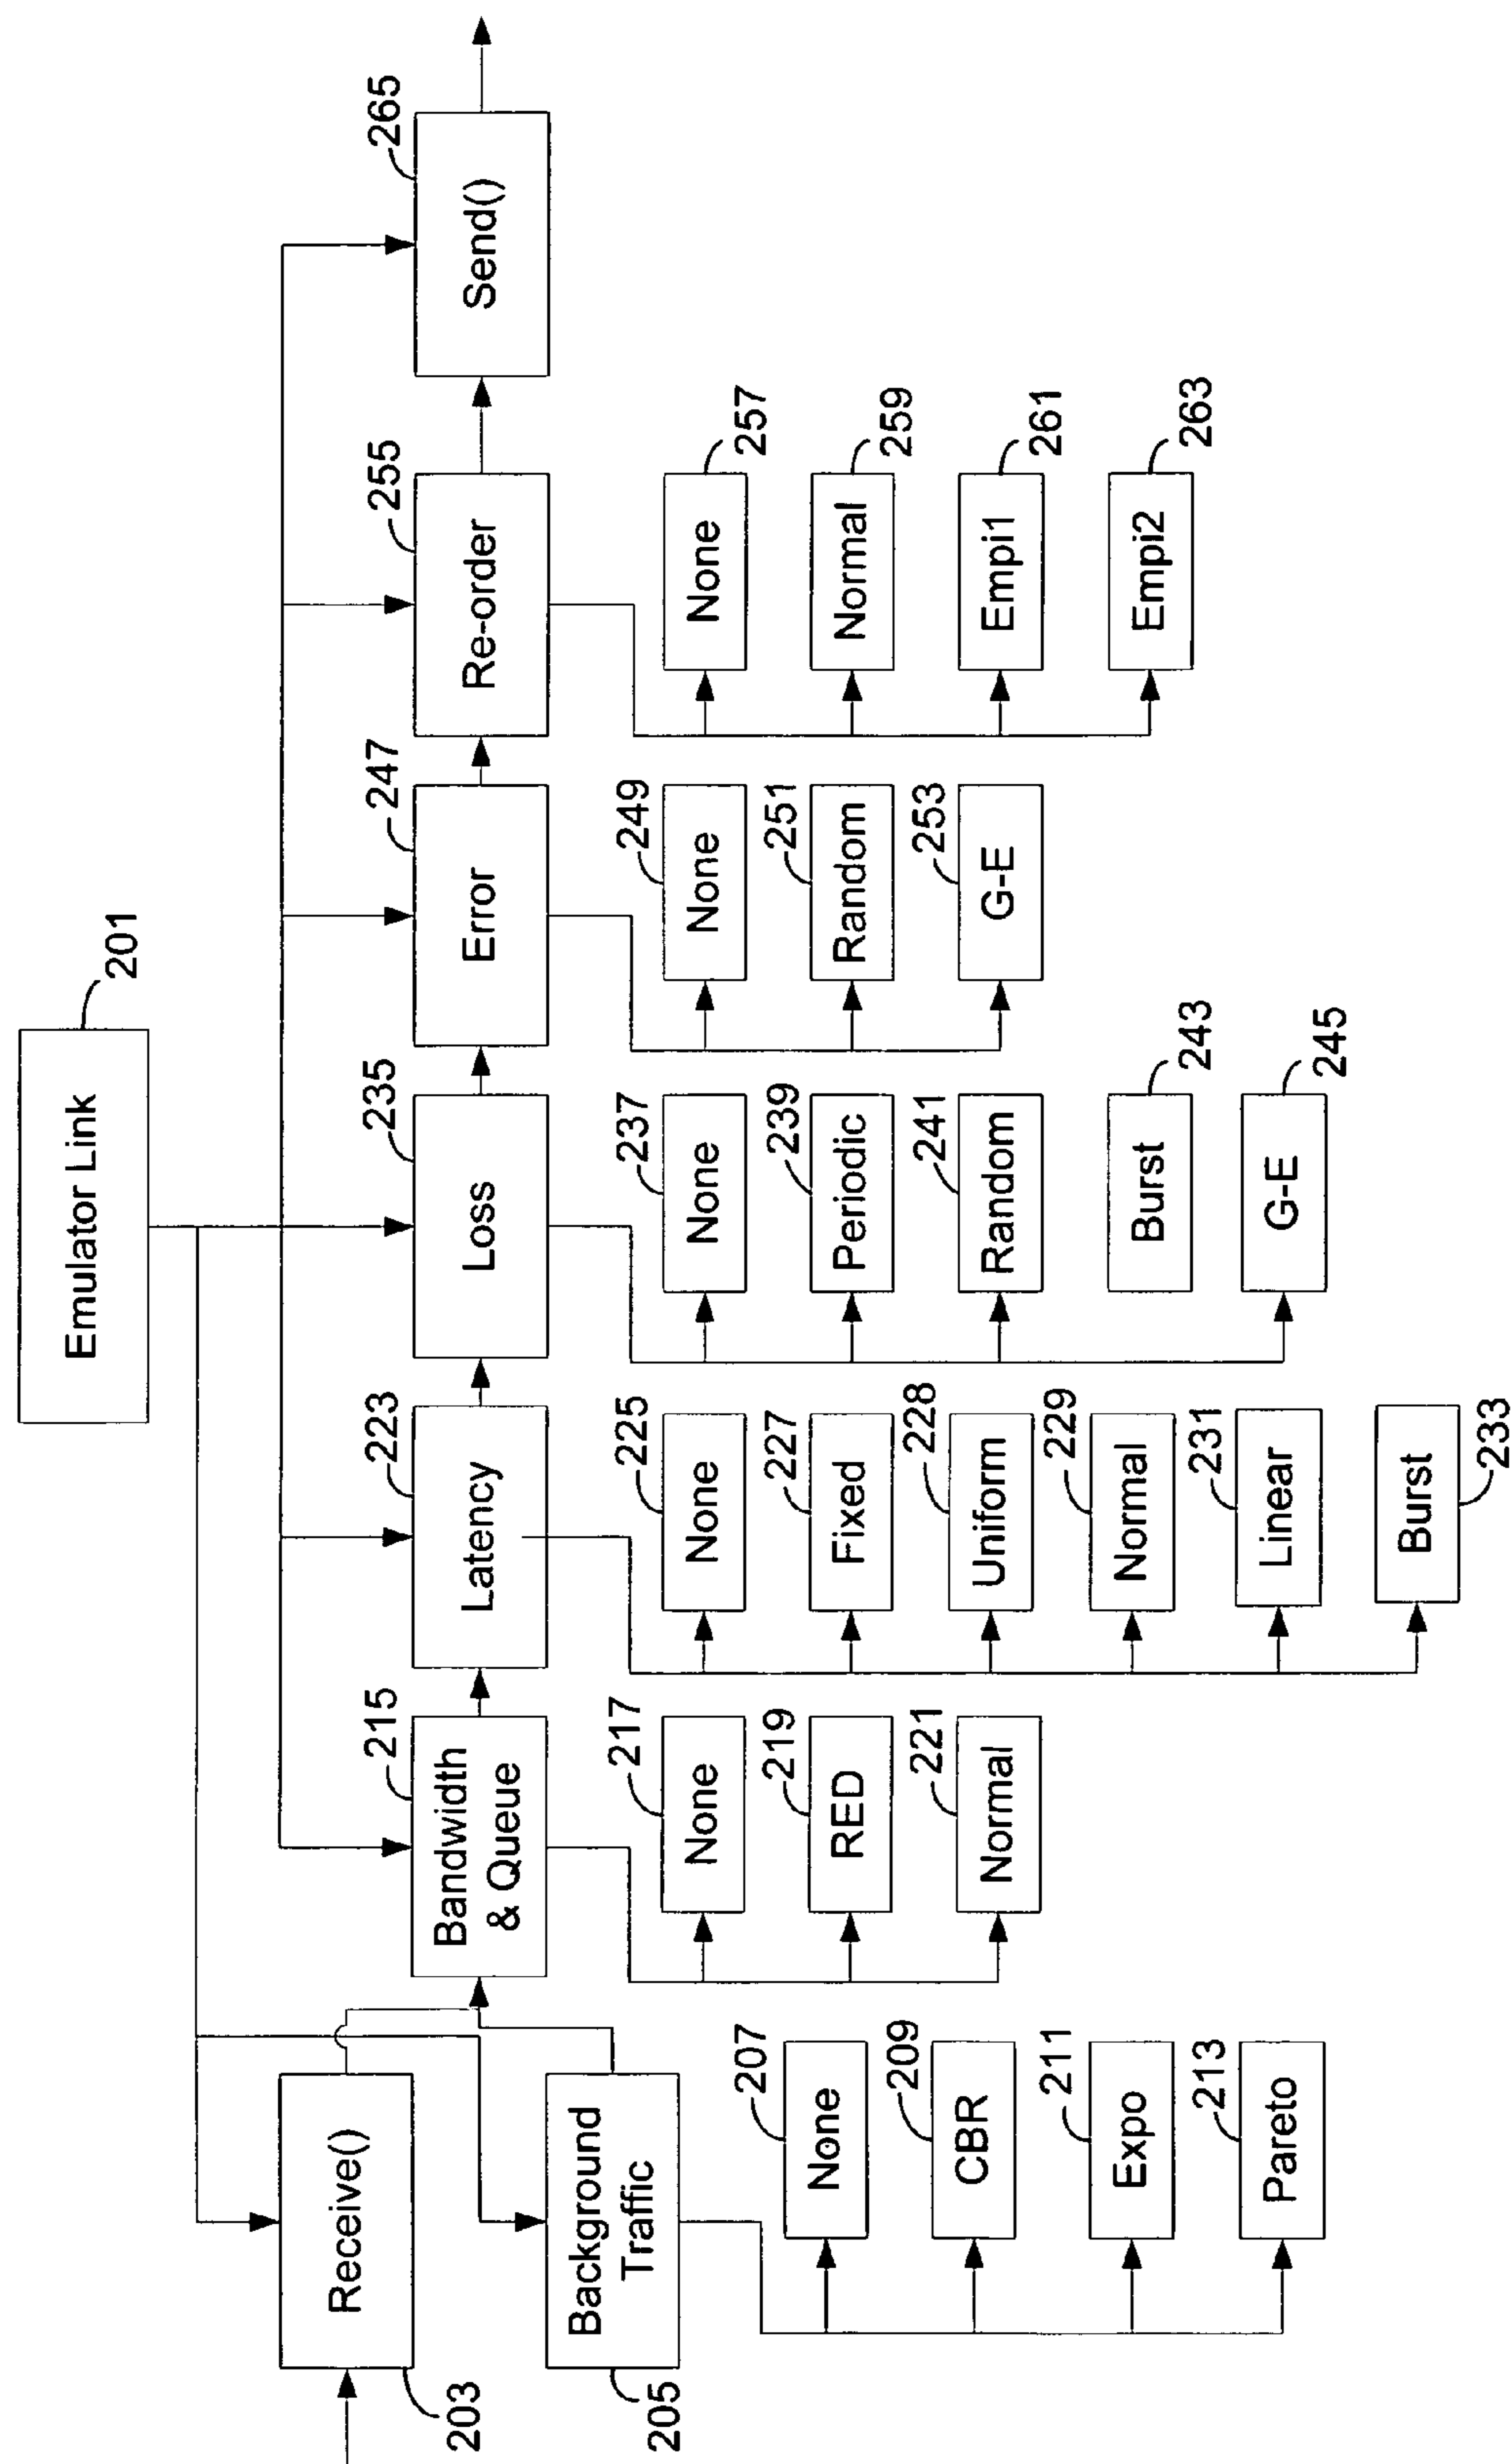 Emulator Link
201
Receive()
203
Background
Traffic
205
None
207
CBR
209
Expo
211
Pareto
213
Bandwidth
& Queue
215
None
217
RED
219
Normal
221
Latency
223
None
225
Fixed
227
Uniform
228
Normal
229
Linear
231
Burst
233
Loss
235
None
237
Periodic
239
Random
241
Burst
243
G-E
245
Error
247
None
249
Random
251
G-E
253
Re-order
255
None
257
Normal
259
Empi1
261
Empi2
263
Send()
265